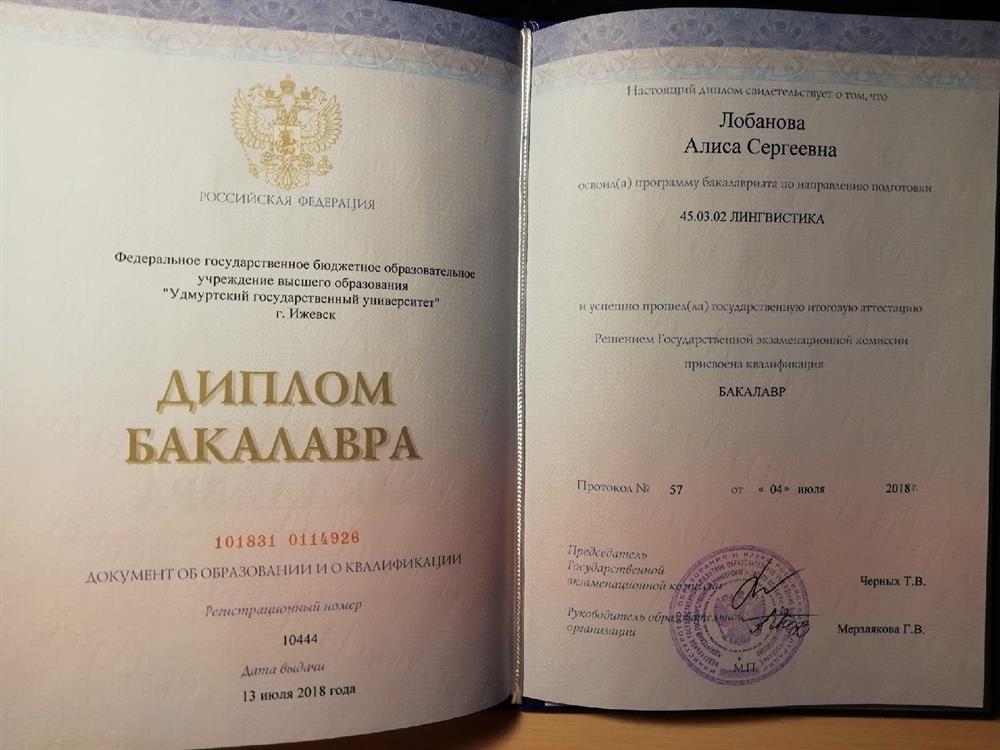 РОССИЙСКАЯ ФЕДЕРАЦИЯ
Федеральное государственное бюджетное образовательное
учреждение высшего образования
"Удмуртский государственный университет"
г. Ижевск
ДИПЛОМ
БАКАЛАВРА
101831 0114926
ДОКУМЕНТ ОБ ОБРАЗОВАНИИ И О КВАЛИФИКАЦИИ
Регистрационный номер
10444
Дата выдачи
13 июля 2018 года
Настоящий диплом свидетельствует о том, что
Лобанова
Алиса Сергеевна
освоил(а) программу бакалавриата по направлению подготовки
45.03.02 ЛИНГВИСТИКА
и успешно прошел(ла) государственную итоговую аттестацию
Решением Государственной экзаменационной комиссии
присвоена квалификация
БАКАЛАВР
Протокол № 57 от « 04» июля 2018 г.
Председатель
Государственной
экзаменационной комиссии
Черных Т.В.
Руководитель образовательной
организации
Мерзлякова Г.В.
М.П.